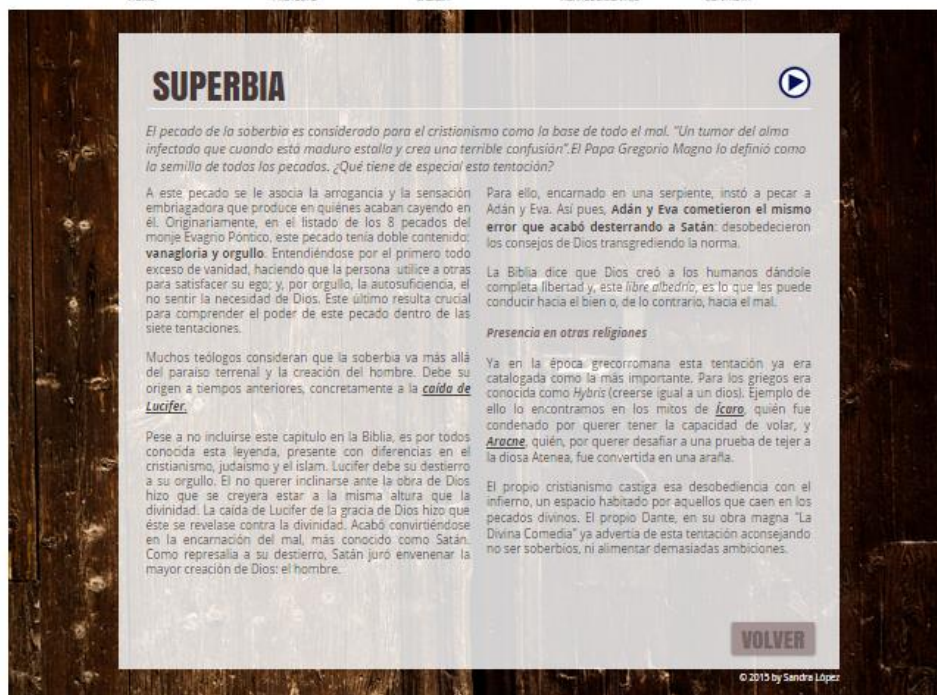 SUPERBIA
El pecado de la soberbia es considerado para el cristianismo como la base de todo el mal. "Un tumor del alma
infectada que cuando está maduro estalla y crea una terrible confusión".El Papa Gregorio Magno lo definió como
la semilla de todos los pecados. ¿Qué tiene de especial esta tentación?
A este pecado se le asocia la arrogancia y la sensación
embriagadora que produce en quiénes acaban cayendo en
él. Originariamente, en el listado de los 8 pecados del
monje Evagrio Póntico, este pecado tenía doble contenido:
vanagloria y orgullo. Entendiéndose por el primero todo
exceso de vanidad, haciendo que la persona utilice a otras
para satisfacer su ego; y, por orgullo, la autosuficiencia, el
no sentir la necesidad de Dios. Este último resulta crucial
para comprender el poder de este pecado dentro de las
siete tentaciones.
Muchos teólogos consideran que la soberbia va más allá
del paraíso terrenal y la creación del hombre. Debe su
origen a tiempos anteriores, concretamente a la caída de
Lucifer.
Pese a no incluirse este capítulo en la Biblia, es por todos
conocida esta leyenda, presente con diferencias en el
cristianismo, judaísmo y el islam. Lucifer debe su destierro
a su orgullo. El no querer inclinarse ante la obra de Dios
hizo que se creyera estar a la misma altura que la
divinidad. La caída de Lucifer de la gracia de Dios hizo que
éste se revelase contra la divinidad. Acabó convirtiéndose
en la encarnación del mal, más conocido como Satán.
Como represalia a su destierro, Satán juró envenenar la
mayor creación de Dios: el hombre.
Para ello, encarnado en una serpiente, instó a pecar a
Adán y Eva. Así pues, Adán y Eva cometieron el mismo
error que acabó desterrando a Satán: desobedecieron
los consejos de Dios transgrediendo la norma.
La Biblia dice que Dios creó a los humanos dándole
completa libertad y, este libre albedrío, es lo que les puede
conducir hacia el bien o, de lo contrario, hacia el mal.
Presencia en otras religiones
Ya en la época grecorromana esta tentación ya era
catalogada como la más importante. Para los griegos era
conocida como Hybris (creerse igual a un dios). Ejemplo de
ello lo encontramos en los mitos de Ícaro, quién fue
condenado por querer tener la capacidad de volar, y
Aracne, quién, por querer desafiar a una prueba de tejer a
la diosa Atenea, fue convertida en una araña.
El propio cristianismo castiga esa desobediencia con el
infierno, un espacio habitado por aquellos que caen en los
pecados divinos. El propio Dante, en su obra magna "La
Divina Comedia" ya advertía de esta tentación aconsejando
no ser soberbios, ni alimentar demasiadas ambiciones.
VOLVER
© 2015 by Sandra López